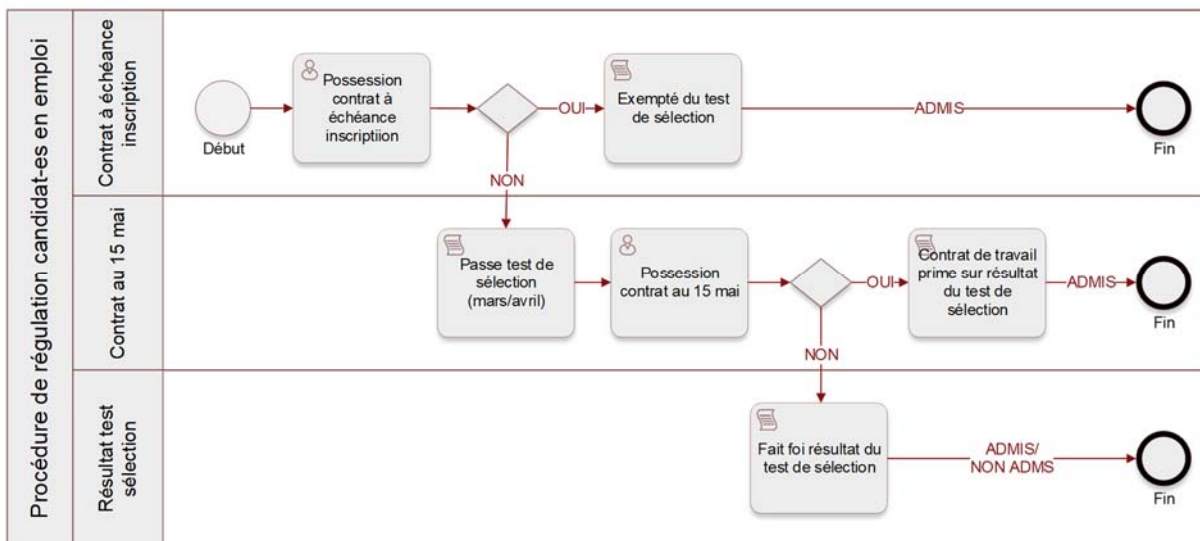 Procédure de régulation candidat-es en emploi
Contrat à échéance
inscription
Début
Possession
contrat à
échéance
inscriptiion
OUI
NON
Exempté du test
de sélection
ADMIS
Fin
Contrat au 15 mai
Passe test de
sélection
(mars/avril)
Possession
contrat au 15 mai
OUI
NON
Contrat de travail
prime sur résultat
du test de
sélection
ADMIS
Fin
Résultat test
sélection
Fait foi résultat du
test de sélection
ADMIS/
NON ADMS
Fin